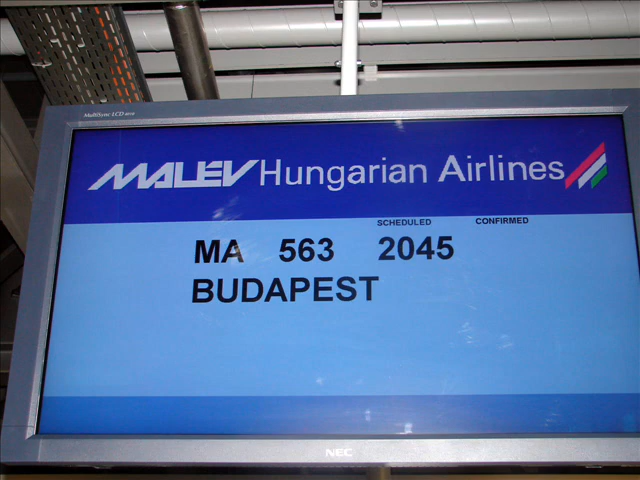 MultiSync LCD
MALEV Hungarian Airlines
SCHEDULED CONFIRMED
MA 563 2045
BUDAPEST
NEC